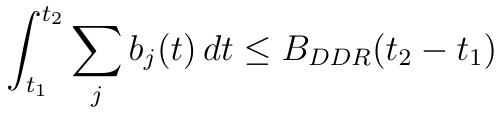 ∫_{t_1}^{t_2} ∑_j b_j(t) dt ≤ B_{DDR}(t_2 − t_1)